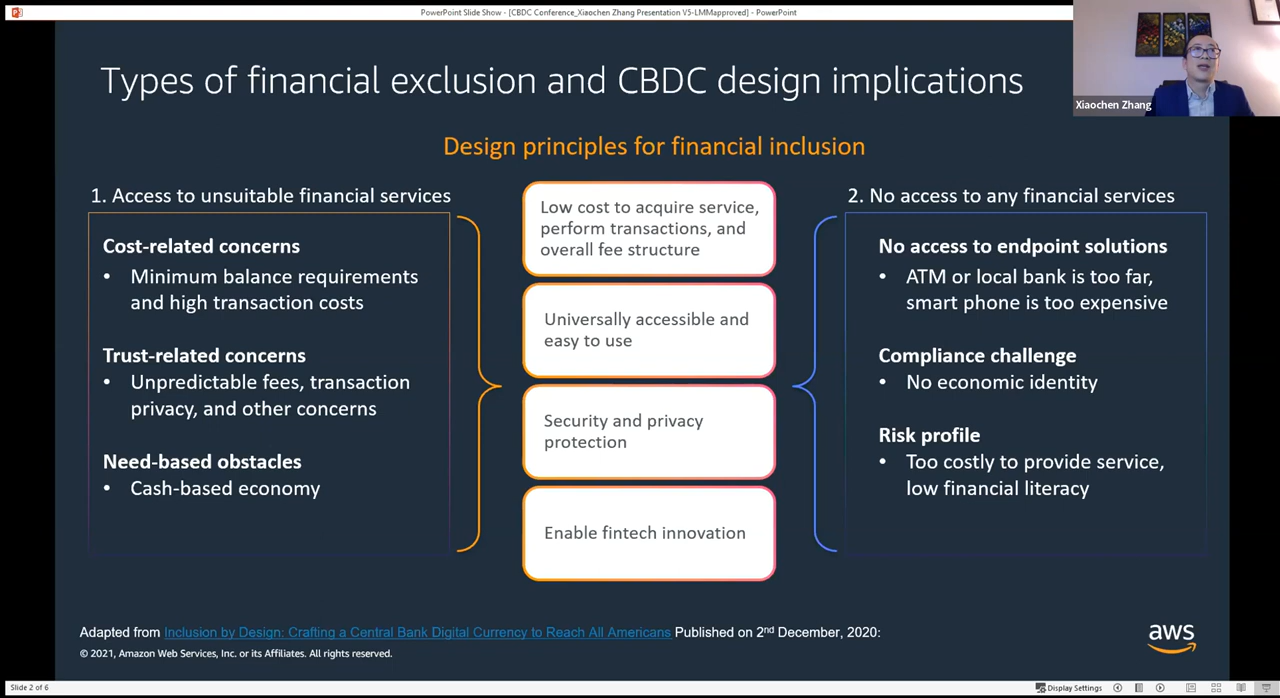 PowerPoint Slide Show - [CBDC Conference_Xiaochen Zhang Presentation V5-LMMapproved] - PowerPoint
Types of financial exclusion and CBDC design implications
Xiaochen Zhang
Design principles for financial inclusion
1. Access to unsuitable financial services
Cost-related concerns
• Minimum balance requirements
and high transaction costs
Trust-related concerns
• Unpredictable fees, transaction
privacy, and other concerns
Need-based obstacles
• Cash-based economy
Low cost to acquire service,
perform transactions, and
overall fee structure
Universally accessible and
easy to use
Security and privacy
protection
Enable fintech innovation
2. No access to any financial services
No access to endpoint solutions
• ATM or local bank is too far,
smart phone is too expensive
Compliance challenge
• No economic identity
Risk profile
• Too costly to provide service,
low financial literacy
Adapted from Inclusion by Design: Crafting a Central Bank Digital Currency to Reach All Americans Published on 2nd December, 2020:
© 2021, Amazon Web Services, Inc. or its Affiliates. All rights reserved.
aws
Slide 2 of 6
Display Settings